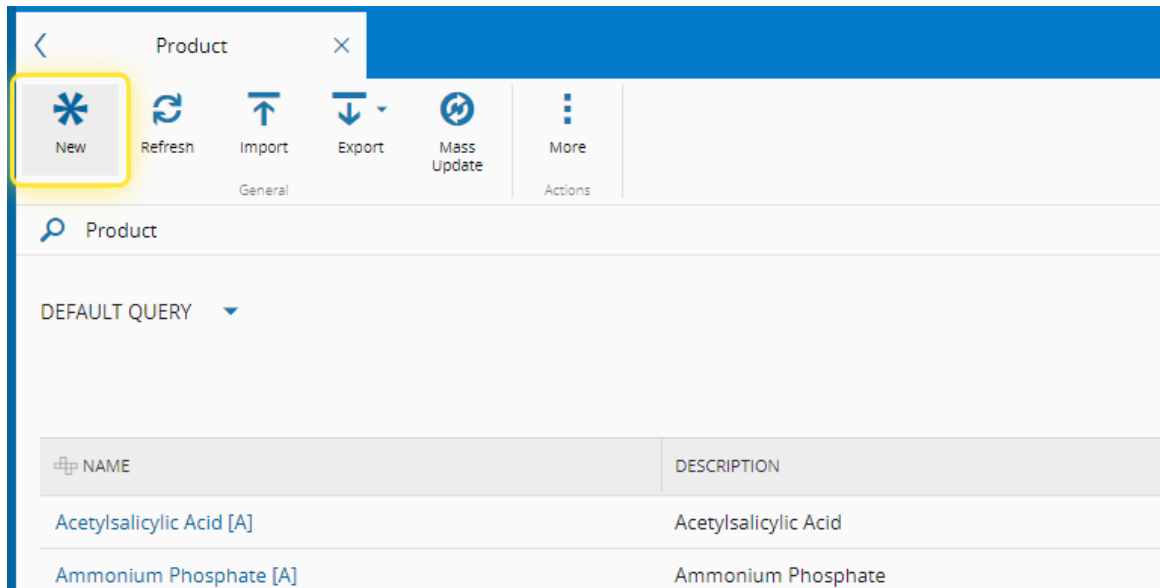 Product
New
Refresh
Import
Export
Mass
Update
More
General
Actions
Product
DEFAULT QUERY
NAME
DESCRIPTION
Acetylsalicylic Acid [A]
Acetylsalicylic Acid
Ammonium Phosphate [A]
Ammonium Phosphate